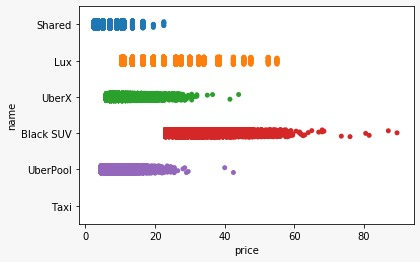 Shared
Lux
UberX
Black SUV
UberPool
Taxi
name
0 20 40 60 80
price